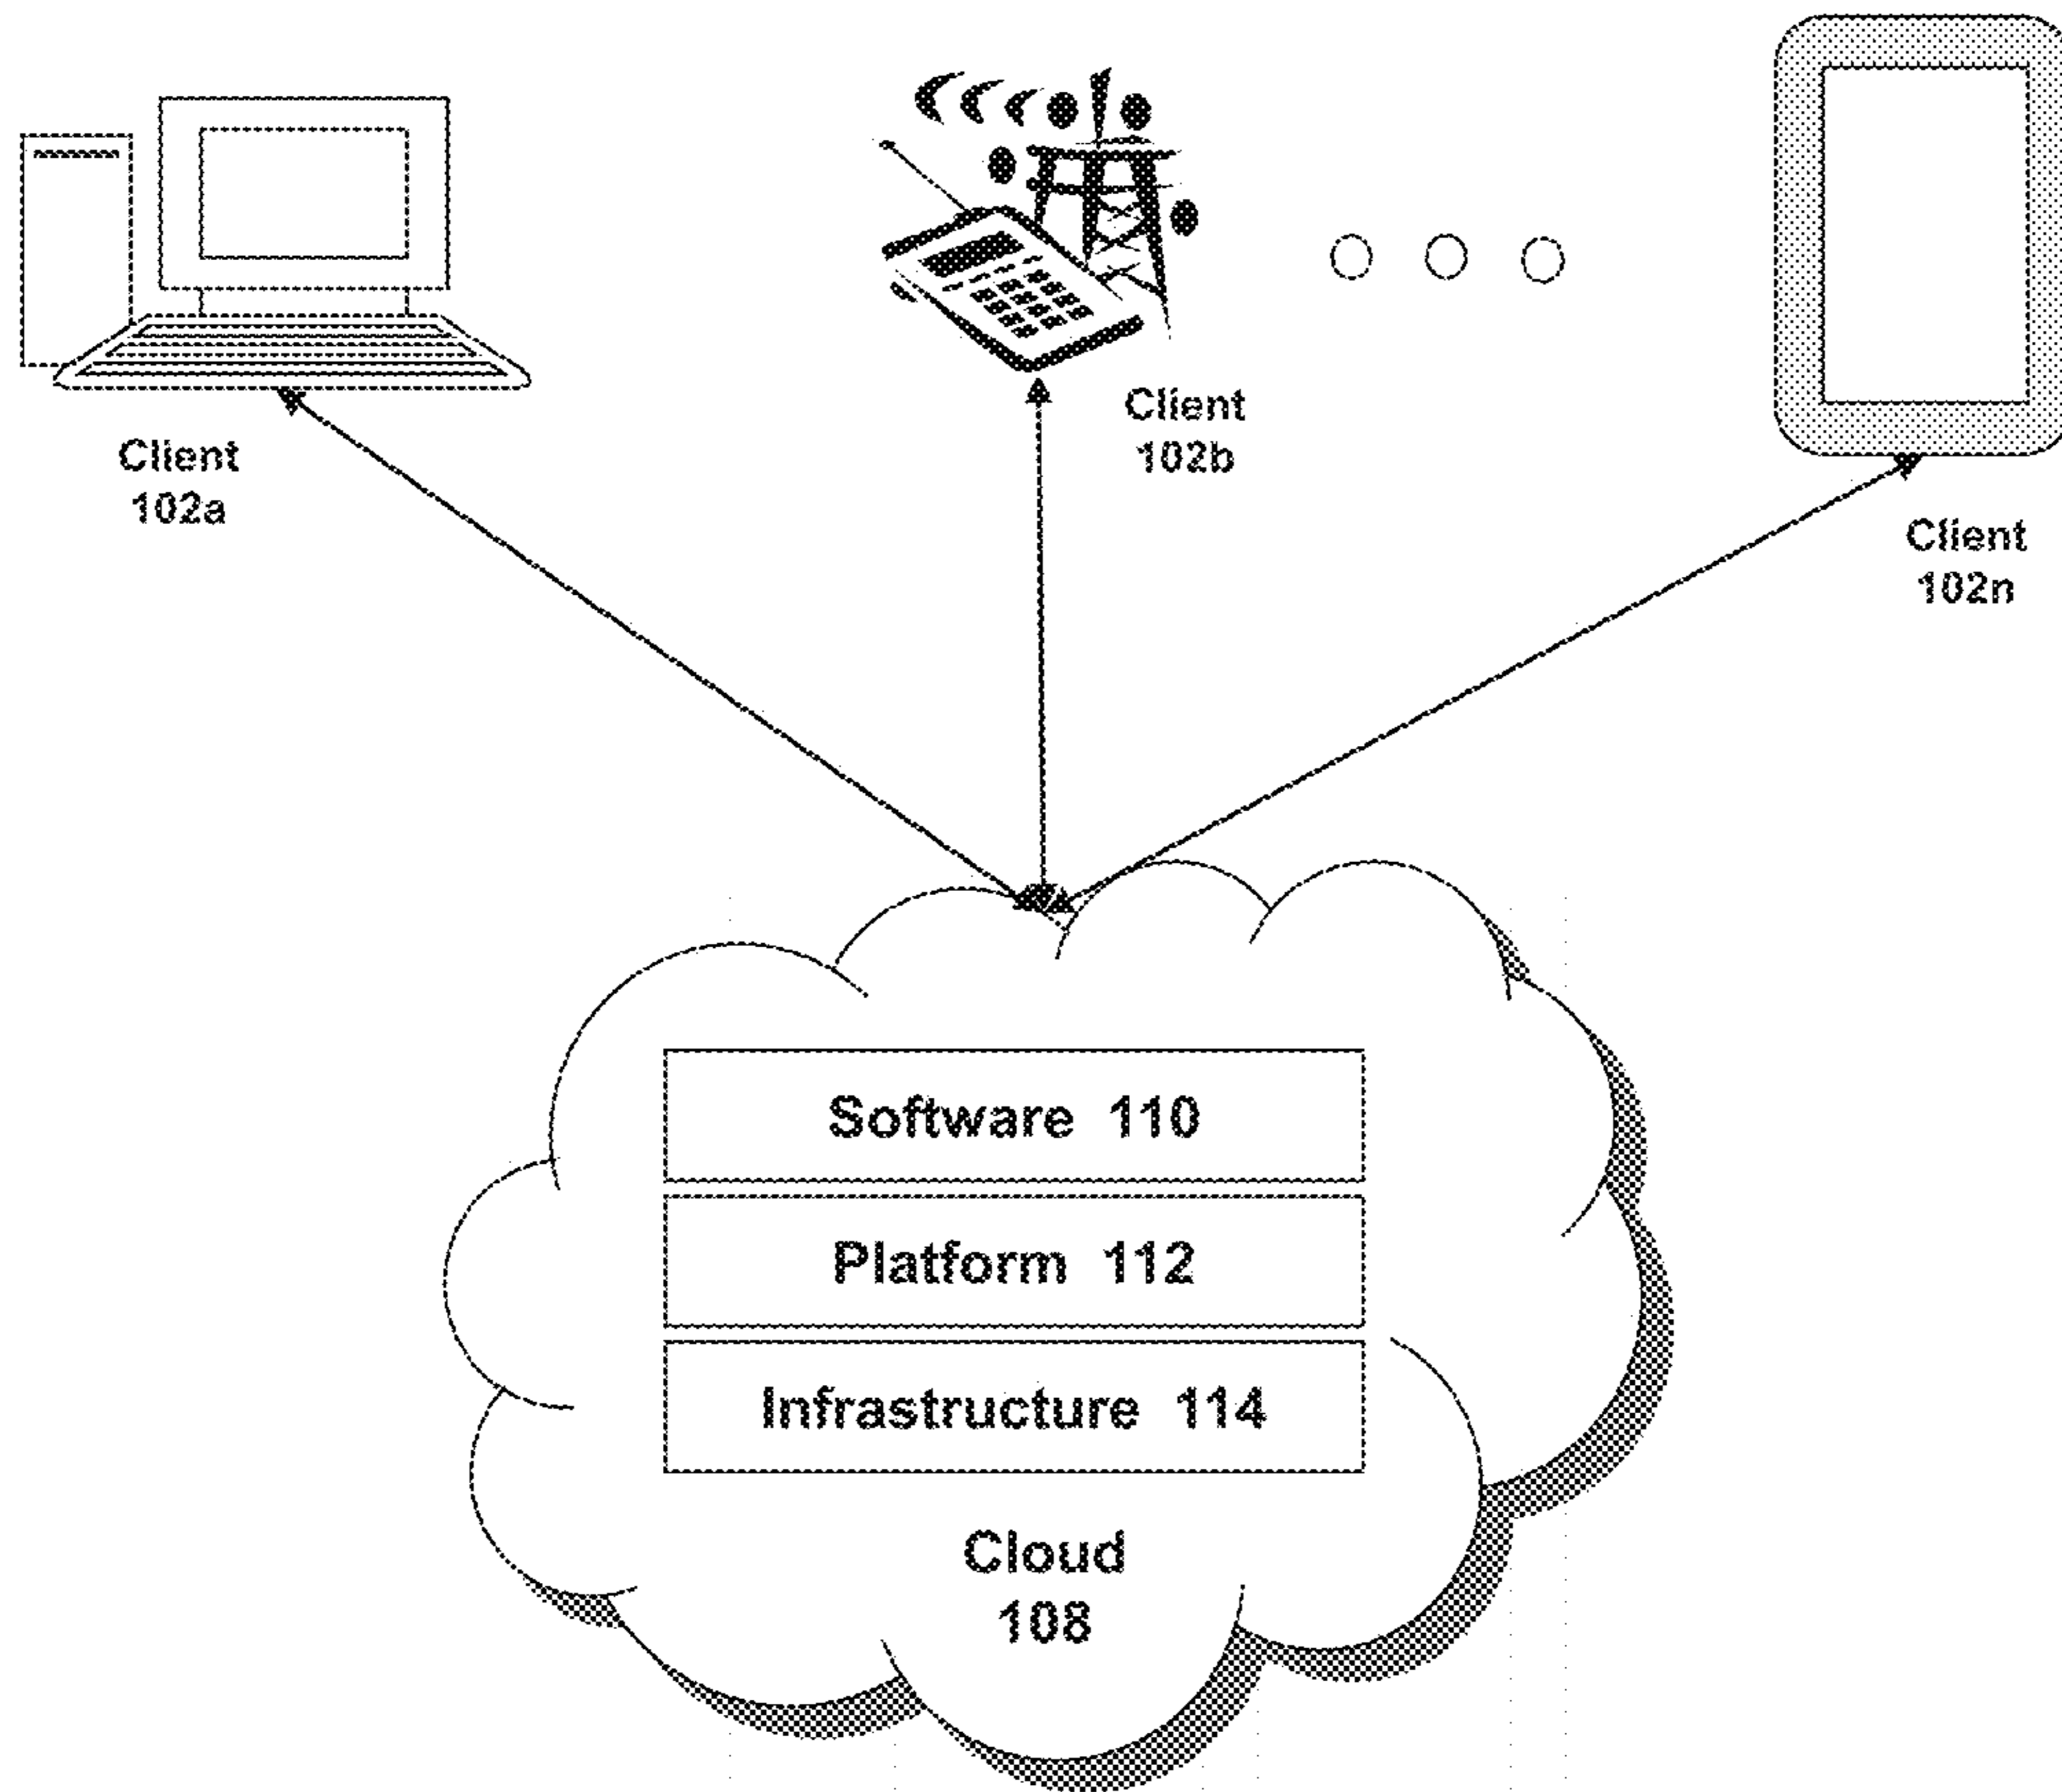 Client
102a
Client
102b
Client
102n
Software 110
Platform 112
Infrastructure 114
Cloud
108